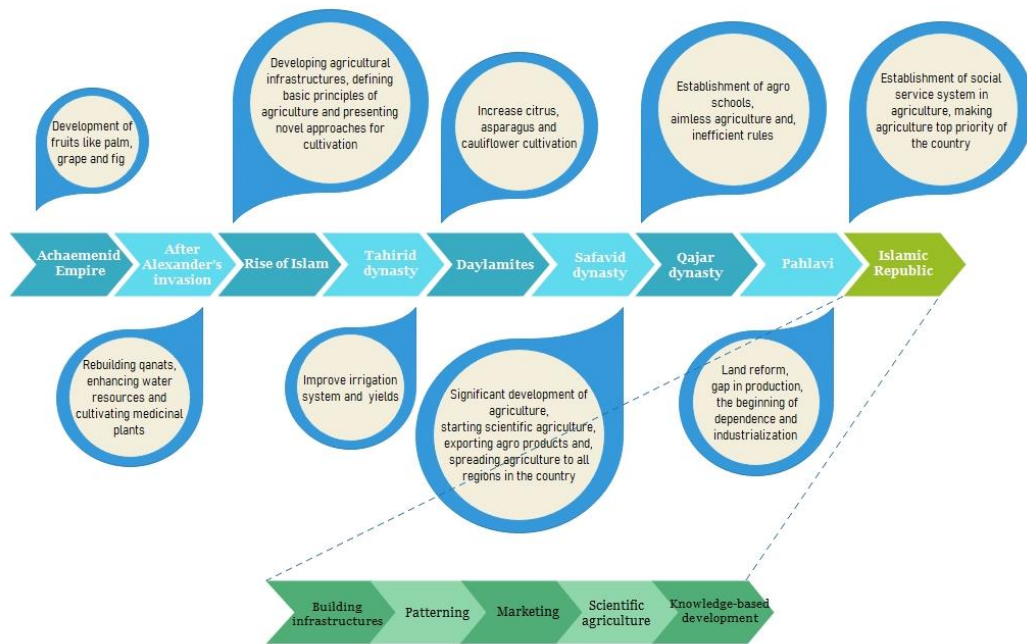 Development of
fruits like palm,
grape and fig
Developing agricultural
infrastructures, defining
basic principles of
agriculture and presenting
novel approaches for
cultivation
Increase citrus,
asparagus and
cauliflower cultivation
Establishment of agro
schools,
aimless agriculture and,
inefficient rules
Establishment of social
service system in
agriculture, making
agriculture top priority of
the country
Achaemenid
Empire
After
Alexander's
invasion
Rise of Islam
Tahirid
dynasty
Daylamites
Safavid
dynasty
Qajar
dynasty
Pahlavi
Islamic
Republic
Rebuilding qanats,
enhancing water
resources and
cultivating medicinal
plants
Improve irrigation
system and yields
Significant development of
agriculture,
starting scientific agriculture,
exporting agro products and,
spreading agriculture to all
regions in the country
Land reform,
gap in production,
the beginning of
dependence and
industrialization
Building
infrastructures
Patterning
Marketing
Scientific
agriculture
Knowledge-based
development